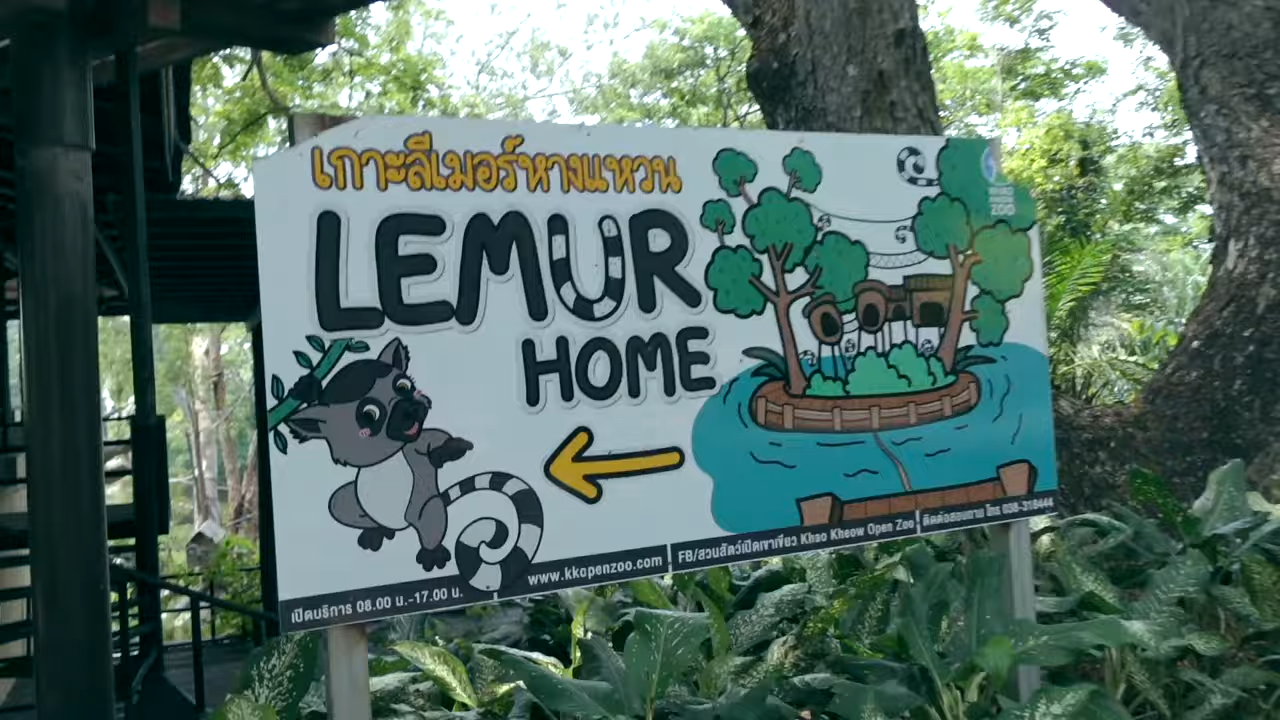 เกาะลีเมอร์หางแหวน
LEMUR
HOME
ZOO
เปิดบริการ 08.00 น.-17.00 น.
www.kkopenzoo.com
FB/สวนสัตว์เปิดเขาเขียว Khao Kheow Open Zoo
ติดต่อสอบถาม โทร 038-318444